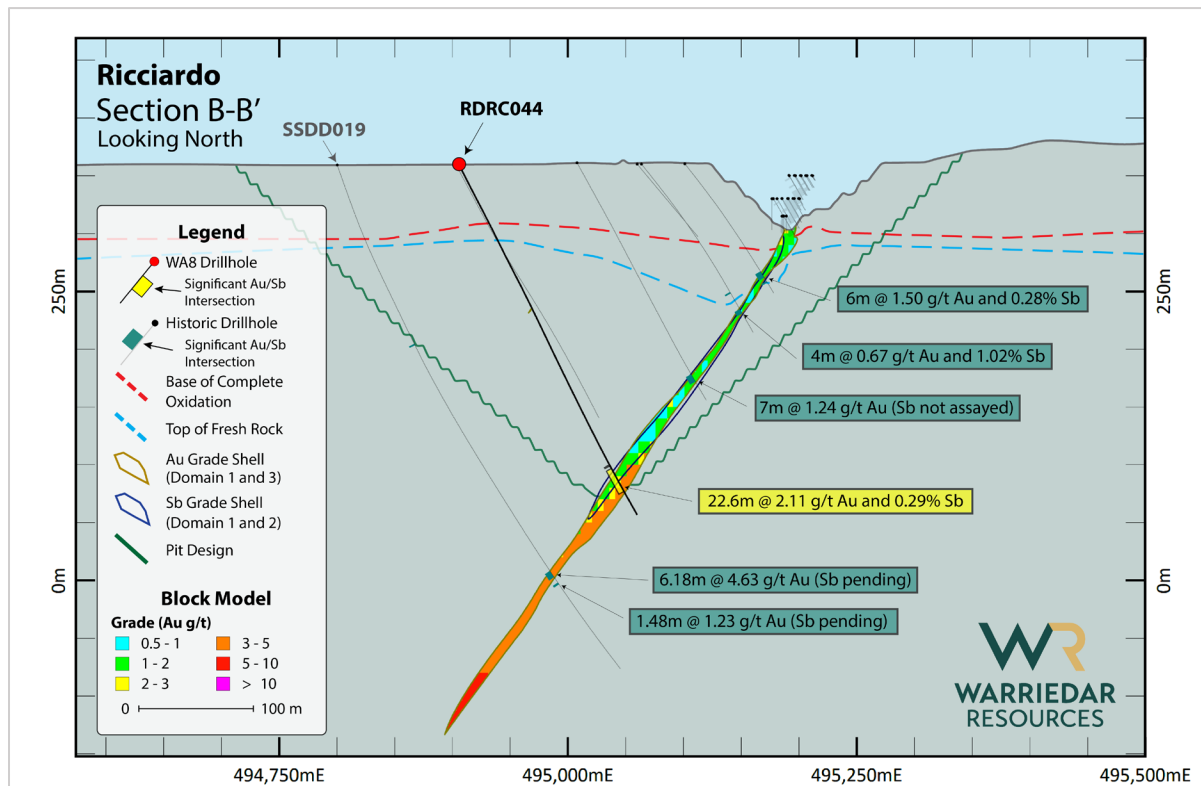 Ricciardo
Section B-B’
Looking North
SSDD019
RDRC044
Legend
WA8 Drillhole
Significant Au/Sb
Intersection
Historic Drillhole
Significant Au/Sb
Intersection
Base of Complete
Oxidation
Top of Fresh Rock
Au Grade Shell
(Domain 1 and 3)
Sb Grade Shell
(Domain 1 and 2)
Pit Design
Block Model
Grade (Au g/t)
0.5 - 1
3 - 5
1 - 2
5 - 10
2 - 3
> 10
0
100 m
250m
0m
6m @ 1.50 g/t Au and 0.28% Sb
4m @ 0.67 g/t Au and 1.02% Sb
7m @ 1.24 g/t Au (Sb not assayed)
22.6m @ 2.11 g/t Au and 0.29% Sb
6.18m @ 4.63 g/t Au (Sb pending)
1.48m @ 1.23 g/t Au (Sb pending)
250m
0m
WR
WARRIEDAR
RESOURCES
494,750mE
495,000mE
495,250mE
495,500mE